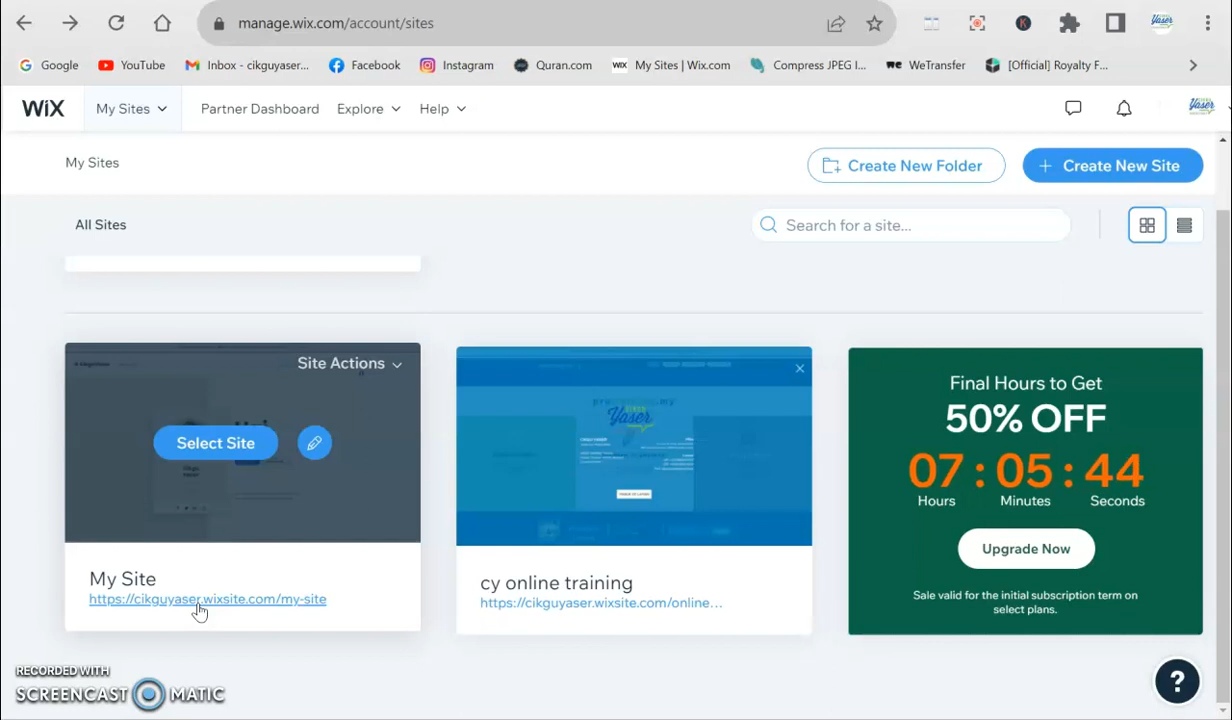 manage.wix.com/account/sites
Google
YouTube
Inbox - cikguyaser...
Facebook
Instagram
Quran.com
WIX My Sites | Wix.com
Compress JPEG I...
we WeTransfer
[Official] Royalty F...
WiX
My Sites
Partner Dashboard
Explore
Help
Yaser
My Sites
Create New Folder
+ Create New Site
All Sites
Search for a site...
Site Actions
Select Site
My Site
https://cikguyaser.wixsite.com/my-site
Yaser
cy online training
https://cikguyaser.wixsite.com/online...
Final Hours to Get
50% OFF
07 : 05 : 44
Hours Minutes Seconds
Upgrade Now
Sale valid for the initial subscription term on
select plans.
?
RECORDED WITH
SCREENCAST MATIC